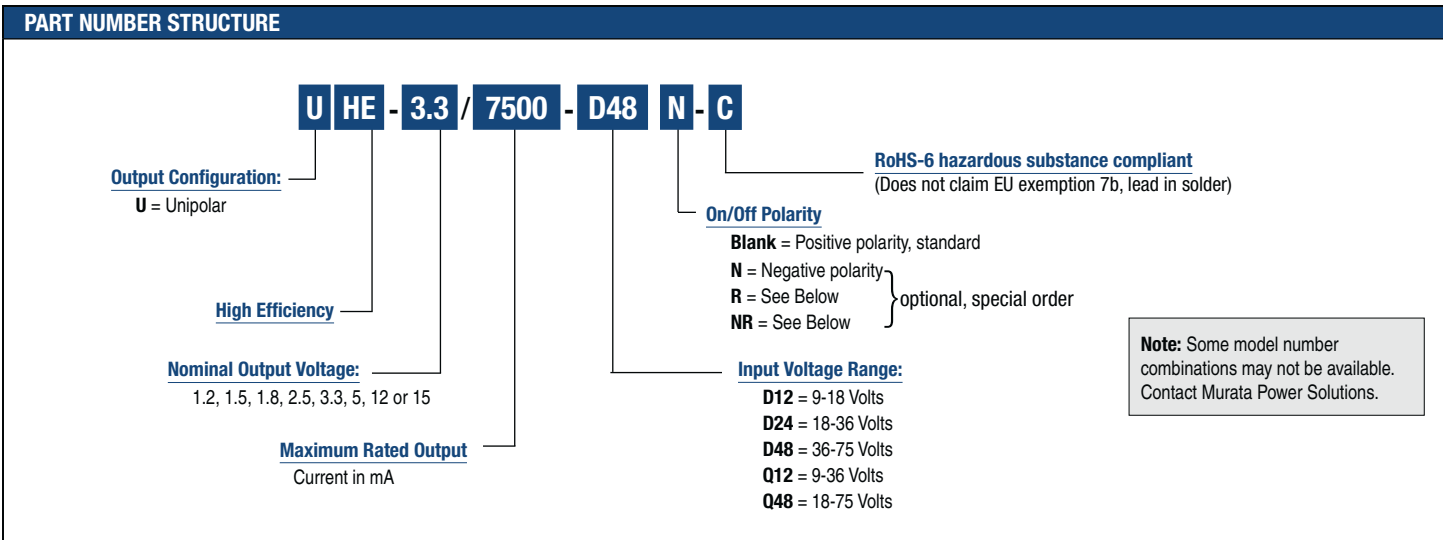 PART NUMBER STRUCTURE
U HE - 3.3 / 7500 - D48 N - C
RoHS-6 hazardous substance compliant
(Does not claim EU exemption 7b, lead in solder)
Output Configuration:
U = Unipolar
On/Off Polarity
Blank = Positive polarity, standard
N = Negative polarity
R = See Below
NR = See Below
optional, special order
High Efficiency
Note: Some model number
combinations may not be available.
Contact Murata Power Solutions.
Nominal Output Voltage:
1.2, 1.5, 1.8, 2.5, 3.3, 5, 12 or 15
Input Voltage Range:
D12 = 9-18 Volts
D24 = 18-36 Volts
D48 = 36-75 Volts
Q12 = 9-36 Volts
Q48 = 18-75 Volts
Maximum Rated Output
Current in mA